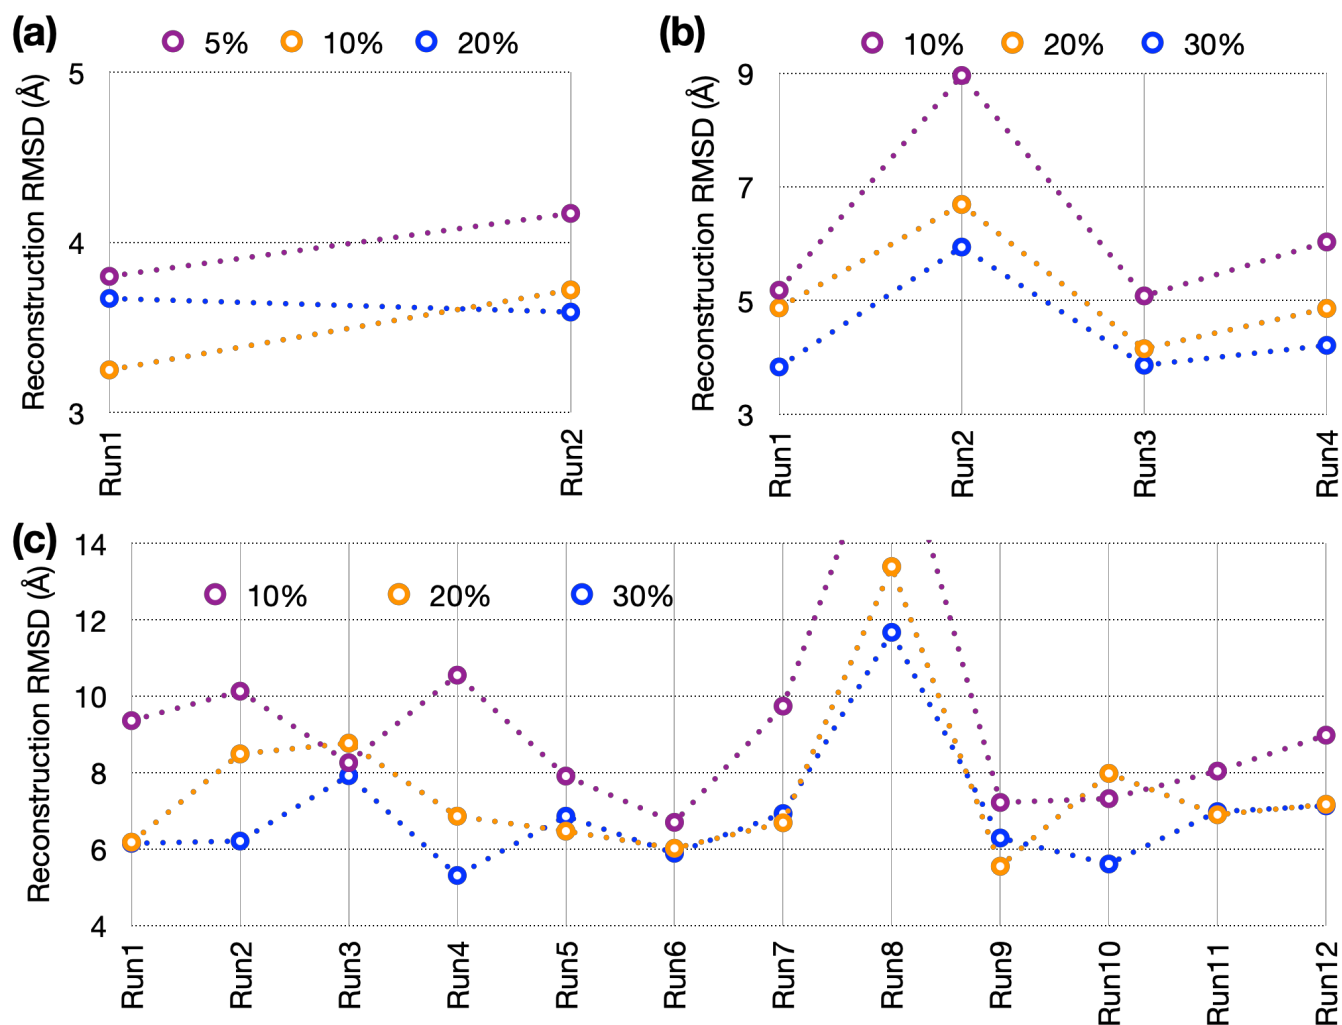 (a)
5% 10% 20%
Reconstruction RMSD (Å)
5
4
3
Run1 Run2
(b)
10% 20% 30%
Reconstruction RMSD (Å)
9
7
5
3
Run1 Run2 Run3 Run4
(c)
10% 20% 30%
Reconstruction RMSD (Å)
14
12
10
8
6
4
Run1 Run2 Run3 Run4 Run5 Run6 Run7 Run8 Run9 Run10 Run11 Run12